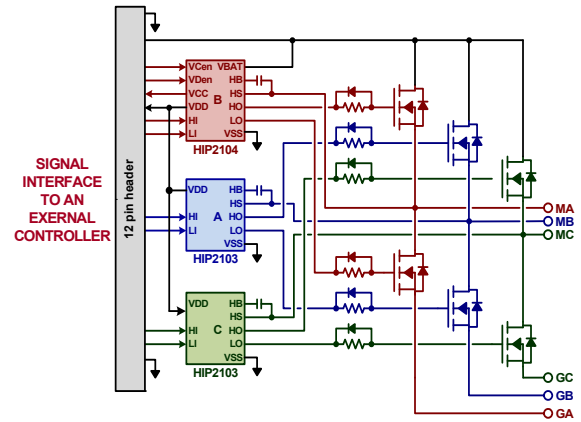 SIGNAL
INTERFACE
TO AN
EXERNAL
CONTROLLER
12 pin header
VCen VBAT
VDen HB
VCC B HS
VDD HO
HI LO
LI VSS
HIP2104
VDD HB
HS
HI A HO
LI LO
VSS
HIP2103
VDD HB
HS
HI C HO
LI LO
VSS
HIP2103
MA
MB
MC
GC
GB
GA